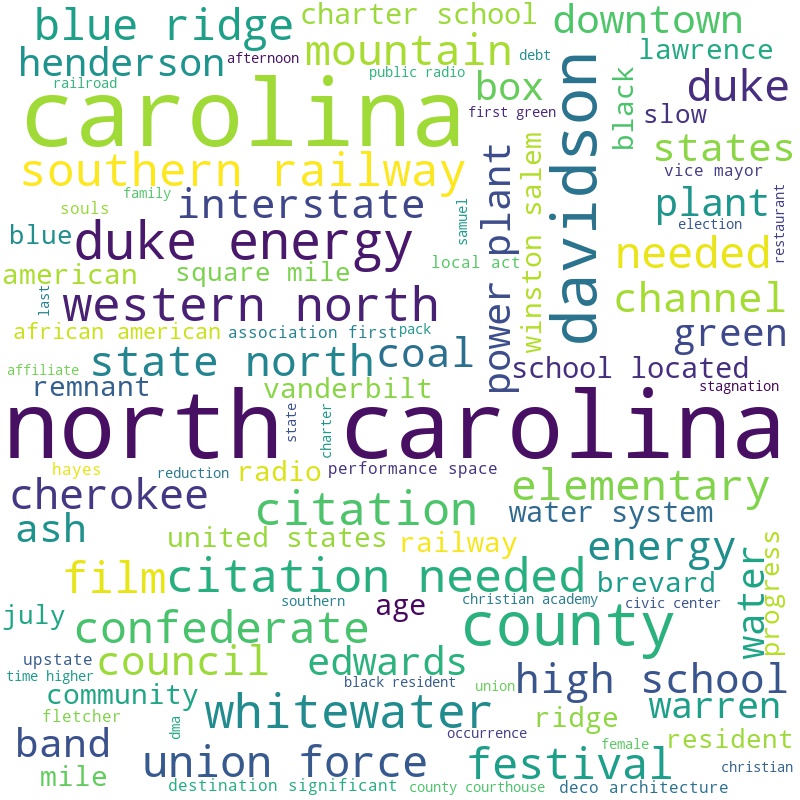 blue ridge
charter school
downtown
henderson
afternoon
mountain
debt
lawrence
railroad
public radio
box
black
duke
carolina
first green
slow
davidson
states
southern railway
vice mayor
family
interstate
power plant
winston salem
plant
souls
samuel
election
restaurant
blue
duke energy
needed
american
square mile
local act
last
western north
channel
african american
association first
pack
green
affiliate
state north
coal
school located
remnant
vanderbilt
stagnation
north carolina
state
charter
hayes
reduction
radio
performance space
elementary
cherokee
citation
water system
ash
united states
railway
energy
water
progress
film
citation needed
brevard
southern
age
christian academy
civic center
july
confederate
county
upstate
council
edwards
time higher
black resident
union
high school
community
whitewater
warren
fletcher
dma
ridge
resident
band
union force
occurrence
festival
female
christian
mile
destination significant
county courthouse
deco architecture